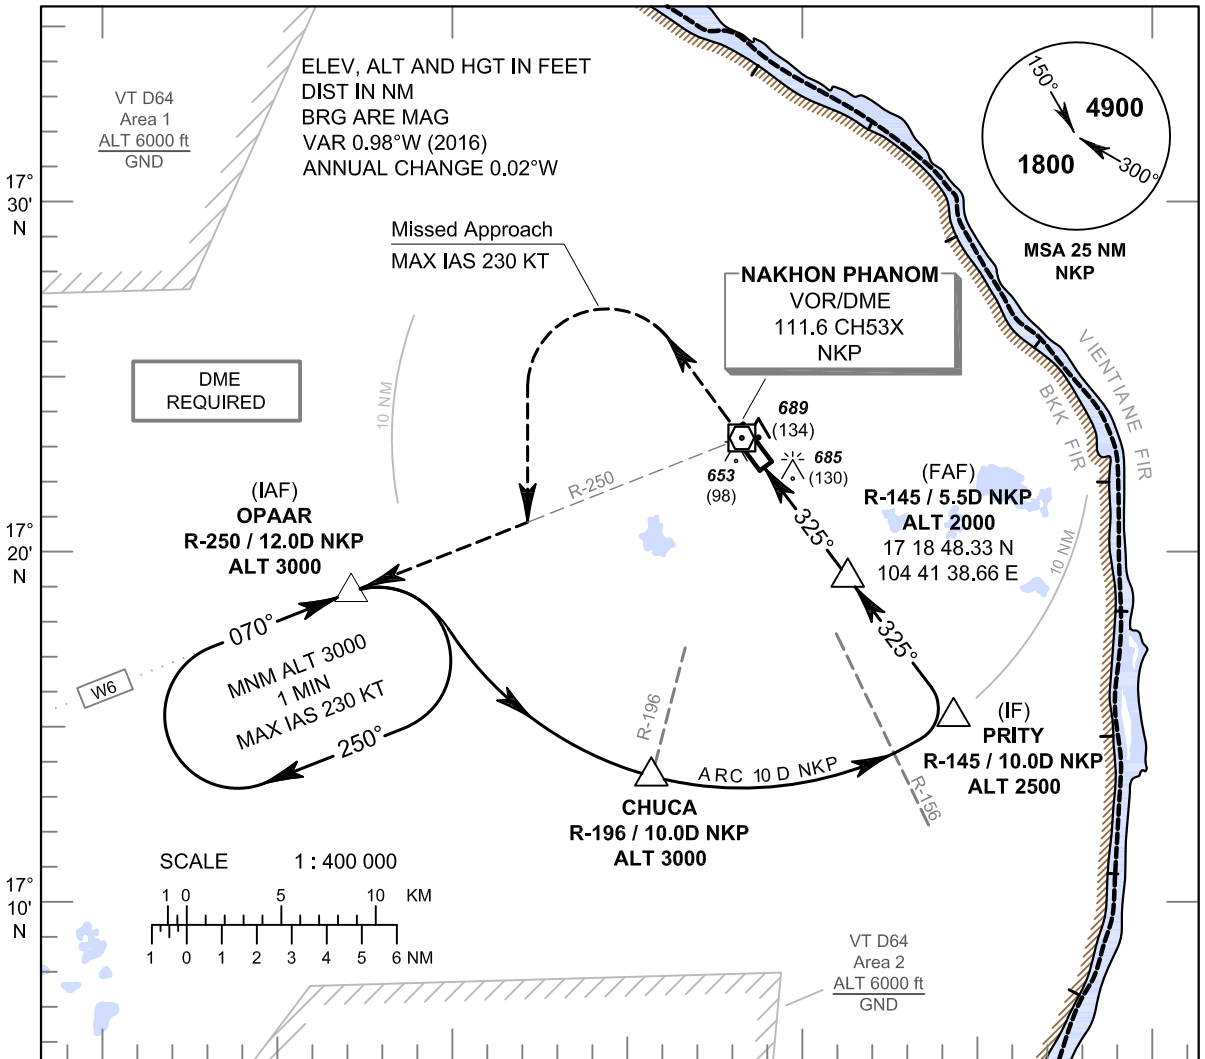 ELEV, ALT AND HGT IN FEET
DIST IN NM
BRG ARE MAG
VAR 0.98°W (2016)
ANNUAL CHANGE 0.02°W
VT D64
Area 1
ALT 6000 ft
GND
150°
4900
1800
300°
MSA 25 NM
NKP
17°
30'
N
Missed Approach
MAX IAS 230 KT
NAKHON PHANOM
VOR/DME
111.6 CH53X
NKP
VIENTIANE FIR
BKK FIR
DME
REQUIRED
10 NM
689
(134)
685
(130)
653
(98)
R-250
(IAF)
OPAAR
R-250 / 12.0D NKP
ALT 3000
(FAF)
R-145 / 5.5D NKP
ALT 2000
17 18 48.33 N
104 41 38.66 E
325°
10 NM
17°
20'
N
070°
MNM ALT 3000
1 MIN
MAX IAS 230 KT
250°
W6
325°
R-196
R-156
(IF)
PRITY
R-145 / 10.0D NKP
ALT 2500
ARC 10 D NKP
CHUCA
R-196 / 10.0D NKP
ALT 3000
SCALE 1 : 400 000
1 0 5 10 KM
1 0 1 2 3 4 5 6 NM
17°
10'
N
VT D64
Area 2
ALT 6000 ft
GND